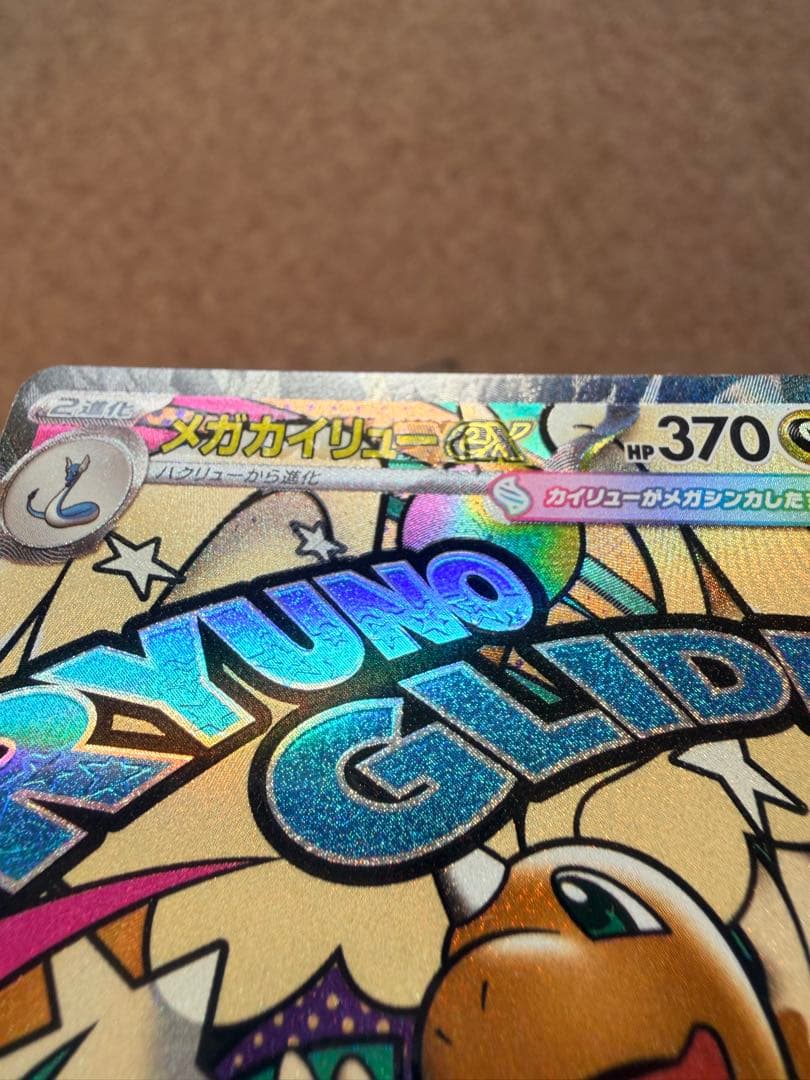 2進化
メガカイリューex
HP370
ハクリューから進化
カイリューがメガシンカした
RYUNO
GLID